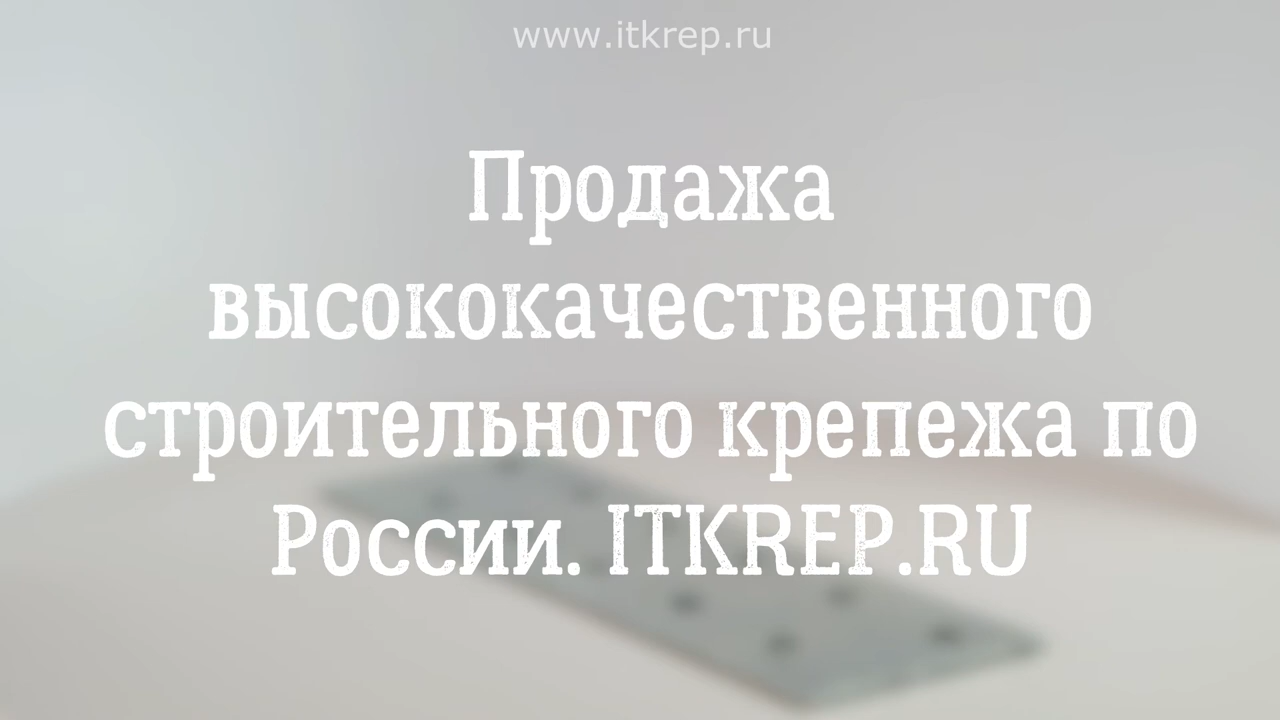 www.itkrep.ru
Продажа
высококачественного
строительного крепежа по
России. ITKREP.RU